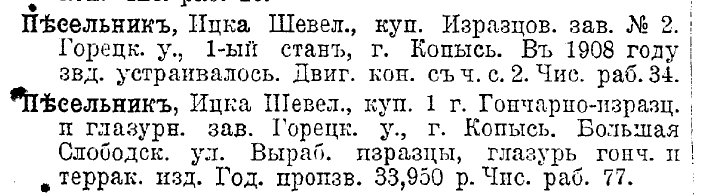 Пѣсельникъ, Ицка Шевел., куп. Изразцов. зав. № 2.
Горецк. у., 1-ый станъ, г. Копысь. Въ 1908 году
звд. устраивалось. Двиг. кон. съ ч. с. 2. Чис. раб. 34.
Пѣсельникъ, Ицка Шевел., куп. 1 г. Гончарно-изразц.
и глазурн. зав. Горецк. у., г. Копысь. Большая
Слободск. ул. Выраб. изразцы, глазурь гонч. и
террак. изд. Год. произв. 33,950 р. Чис. раб. 77.